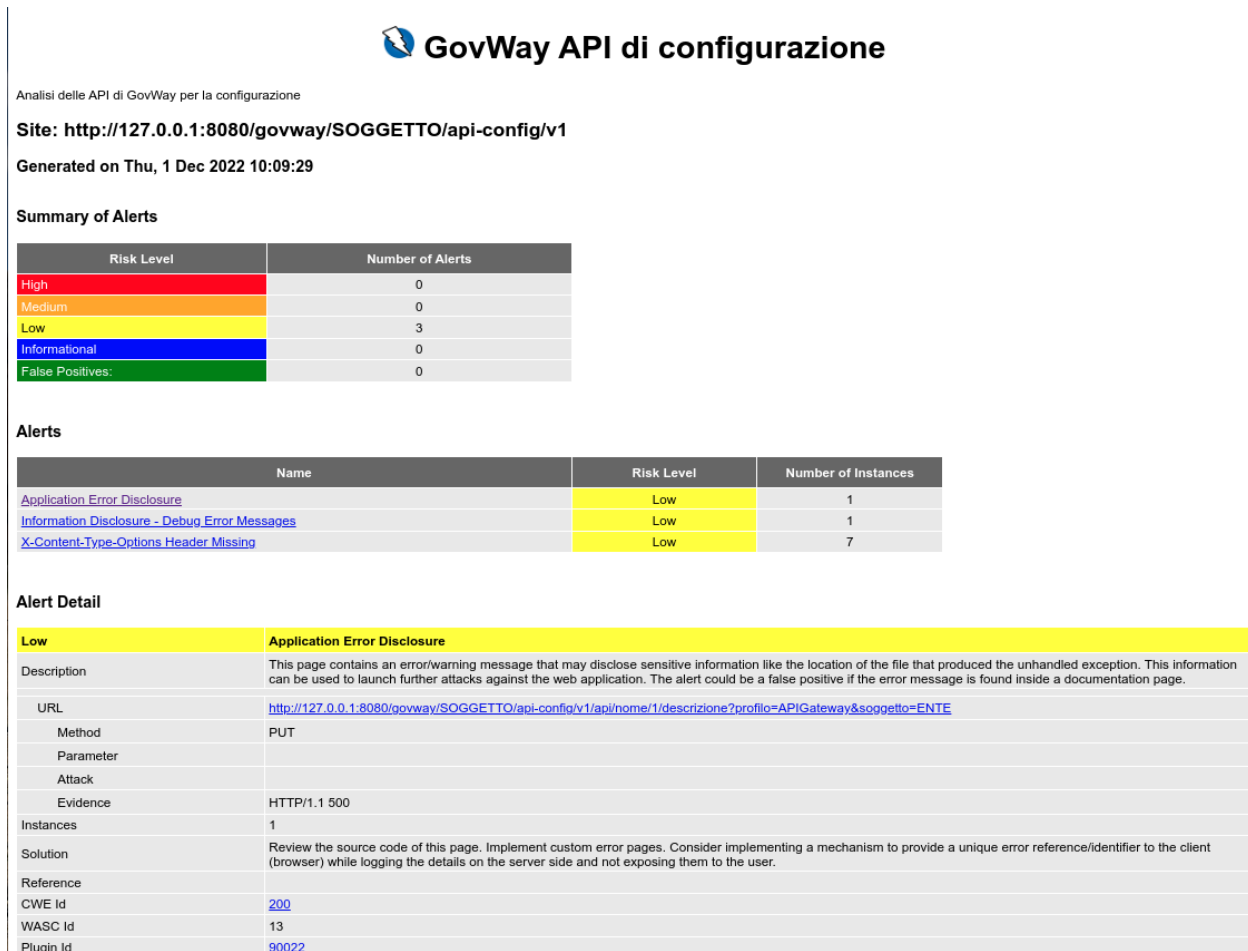 GovWay API di configurazione
Analisi delle API di GovWay per la configurazione
Site: http://127.0.0.1:8080/govway/SOGGETTO/api-config/v1
Generated on Thu, 1 Dec 2022 10:09:29
Summary of Alerts
Risk Level Number of Alerts
High 0
Medium 0
Low 3
Informational 0
False Positives: 0
Alerts
Name Risk Level Number of Instances
Application Error Disclosure Low 1
Information Disclosure - Debug Error Messages Low 1
X-Content-Type-Options Header Missing Low 7
Alert Detail
Low Application Error Disclosure
Description This page contains an error/warning message that may disclose sensitive information like the location of the file that produced the unhandled exception. This information
can be used to launch further attacks against the web application. The alert could be a false positive if the error message is found inside a documentation page.
URL http://127.0.0.1:8080/govway/SOGGETTO/api-config/v1/api/nome/1/descrizione?profilo=APIGateway&soggetto=ENTE
Method PUT
Parameter
Attack
Evidence HTTP/1.1 500
Instances 1
Solution Review the source code of this page. Implement custom error pages. Consider implementing a mechanism to provide a unique error reference/identifier to the client
(browser) while logging the details on the server side and not exposing them to the user.
Reference
CWE Id 200
WASC Id 13
Plugin Id 90022